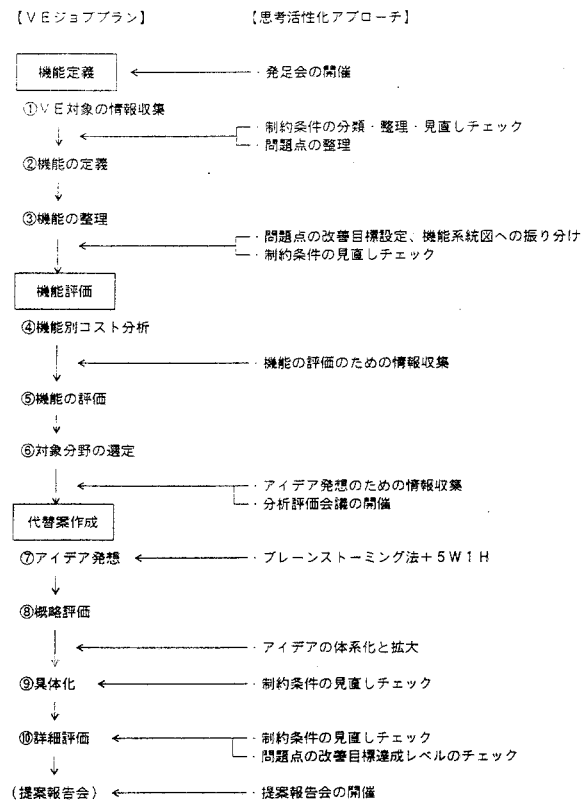 【ＶＥジョブプラン】 【思考活性化アプローチ】
機能定義 ・発足会の開催
①ＶＥ対象の情報収集
・制約条件の分類・整理・見直しチェック
・問題点の整理
②機能の定義
③機能の整理
・問題点の改善目標設定、機能系統図への振り分け
・制約条件の見直しチェック
機能評価
④機能別コスト分析
・機能の評価のための情報収集
⑤機能の評価
⑥対象分野の選定
・アイデア発想のための情報収集
・分析評価会議の開催
代替案作成
⑦アイデア発想 ・ブレーンストーミング法＋５Ｗ１Ｈ
⑧概略評価
・アイデアの体系化と拡大
⑨具体化 ・制約条件の見直しチェック
⑩詳細評価 ・制約条件の見直しチェック
・問題点の改善目標達成レベルのチェック
（提案報告会） ・提案報告会の開催